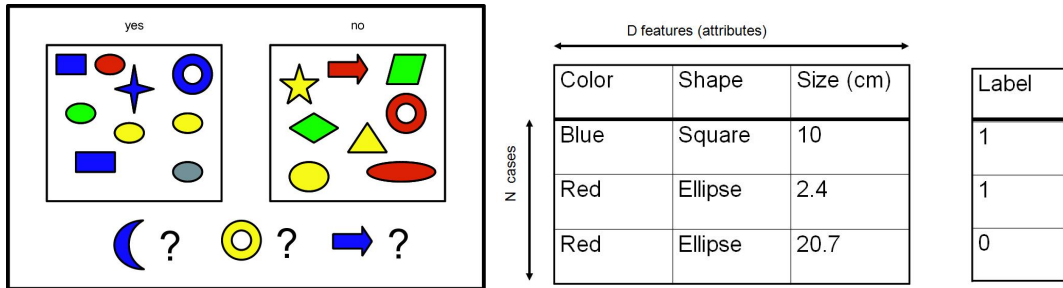 yes no
? ? ?
D features (attributes)
N cases
Color Shape Size (cm)
Blue Square 10
Red Ellipse 2.4
Red Ellipse 20.7
Label
1
1
0